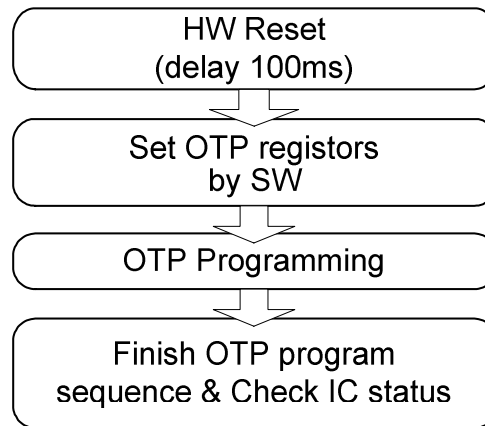 HW Reset
(delay 100ms)
Set OTP registors
by SW
OTP Programming
Finish OTP program
sequence & Check IC status